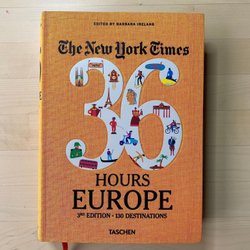 EDITED BY BARBARA IRELAND
The New York Times
36
HOURS
EUROPE
3RD EDITION • 130 DESTINATIONS
TASCHEN